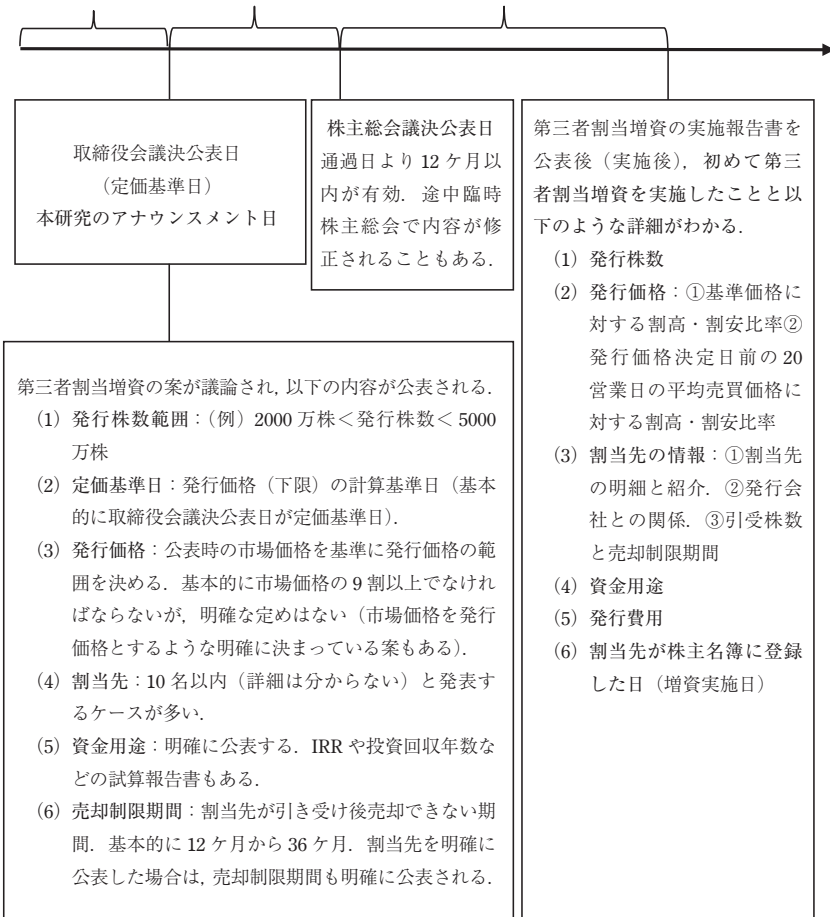 取締役会議決公表日
（定価基準日）
本研究のアナウンスメント日
株主総会議決公表日
通過日より 12 ケ月以
内が有効．途中臨時
株主総会で内容が修
正されることもある．
第三者割当増資の実施報告書を
公表後（実施後），初めて第三
者割当増資を実施したことと以
下のような詳細がわかる．
(1) 発行株数
(2) 発行価格：①基準価格に
対する割高・割安比率②
発行価格決定日前の 20
営業日の平均売買価格に
対する割高・割安比率
(3) 割当先の情報：①割当先
の明細と紹介．②発行会
社との関係．③引受株数
と売却制限期間
(4) 資金用途
(5) 発行費用
(6) 割当先が株主名簿に登録
した日（増資実施日）
第三者割当増資の案が議論され, 以下の内容が公表される．
(1) 発行株数範囲：（例）2000 万株＜発行株数＜ 5000
万株
(2) 定価基準日：発行価格（下限）の計算基準日（基本
的に取締役会議決公表日が定価基準日）．
(3) 発行価格：公表時の市場価格を基準に発行価格の範
囲を決める．基本的に市場価格の 9 割以上でなけれ
ばならないが，明確な定めはない（市場価格を発行
価格とするような明確に決まっている案もある）．
(4) 割当先：10 名以内（詳細は分からない）と発表す
るケースが多い．
(5) 資金用途：明確に公表する．IRR や投資回収年数な
どの試算報告書もある．
(6) 売却制限期間：割当先が引き受け後売却できない期
間．基本的に 12 ケ月から 36 ケ月．割当先を明確に
公表した場合は, 売却制限期間も明確に公表される．